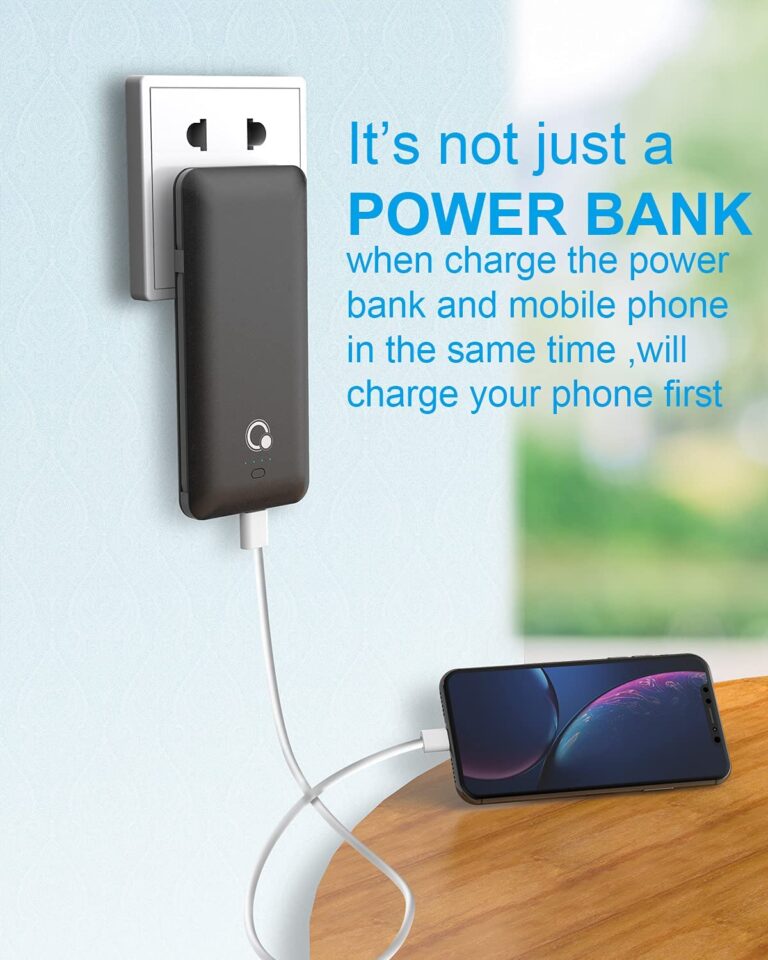 It's not just a
POWER BANK
when charge the power
bank and mobile phone
in the same time ,will
charge your phone first